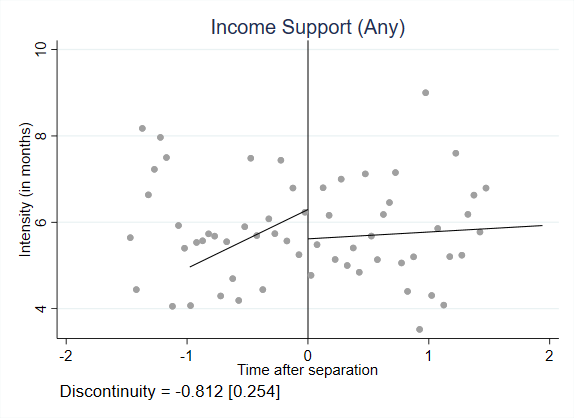 Income Support (Any)
Intensity (in months)
10
8
6
4
-2
-1
0
1
2
Time after separation
Discontinuity = -0.812 [0.254]